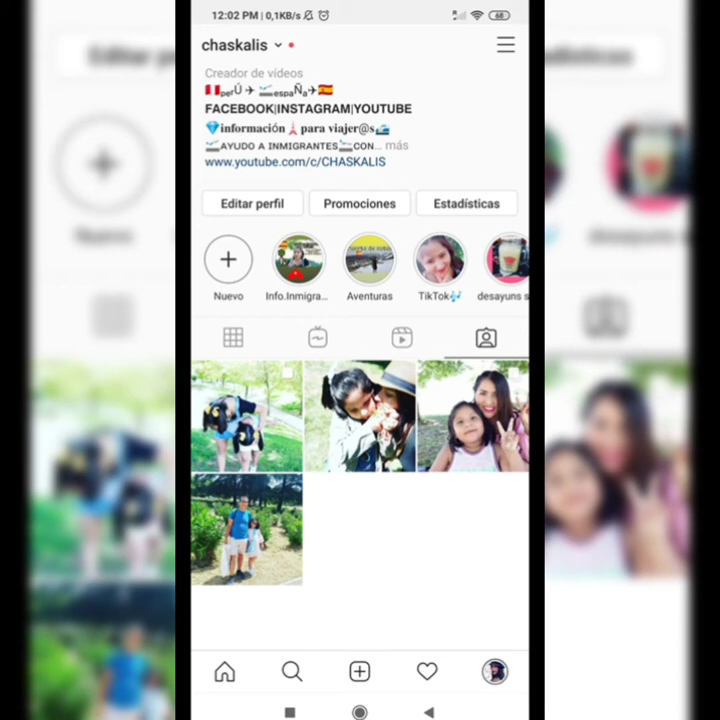 12:02 PM | 0,1KB/s
68
chaskalis
Creador de vídeos
🇵🇪ₚₑᵣÚ ✈ 🛫ₑₛₚₐÑₐ✈🇪🇸
FACEBOOK|INSTAGRAM|YOUTUBE
💎información🗼para viajer@s🌊
🛫AYUDO A INMIGRANTES🛬CON... más
www.youtube.com/c/CHASKALIS
Editar perfil
Promociones
Estadísticas
Nuevo
Info.Inmigra...
Aventuras
TikTok🎶
desayuns s